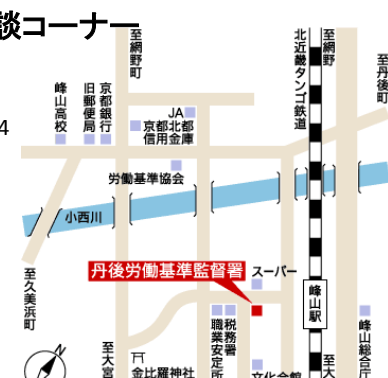 談コーナー
至網野町
北近畿タンゴ鉄道
至網野
至丹後町
峰山高校
旧郵便局
京都銀行
JA
京都北都
信用金庫
4
労働基準協会
小西川
丹後労働基準監督署
スーパー
至久美浜町
職業安定所
税務署
峰山駅
峰山総合庁
至大宮
金比羅神社
文化会館
至大
N